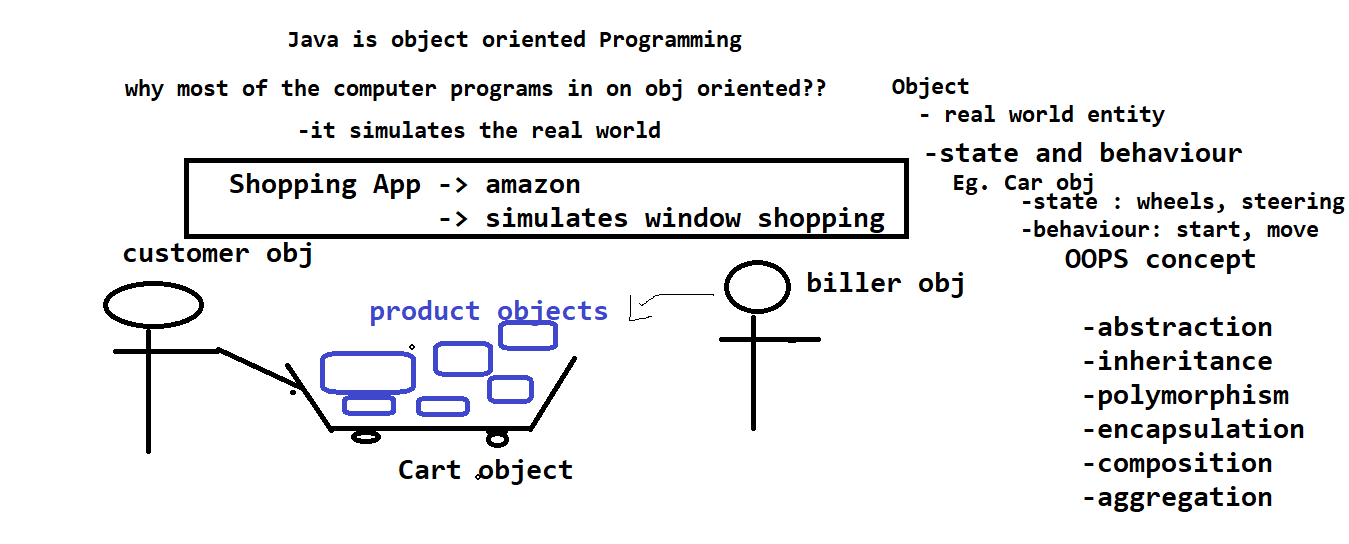 Java is object oriented Programming
why most of the computer programs in on obj oriented??
-it simulates the real world
Shopping App -> amazon
-> simulates window shopping
customer obj
product objects
biller obj
Cart object
Object
- real world entity
-state and behaviour
Eg. Car obj
-state : wheels, steering
-behaviour: start, move
OOPS concept
-abstraction
-inheritance
-polymorphism
-encapsulation
-composition
-aggregation